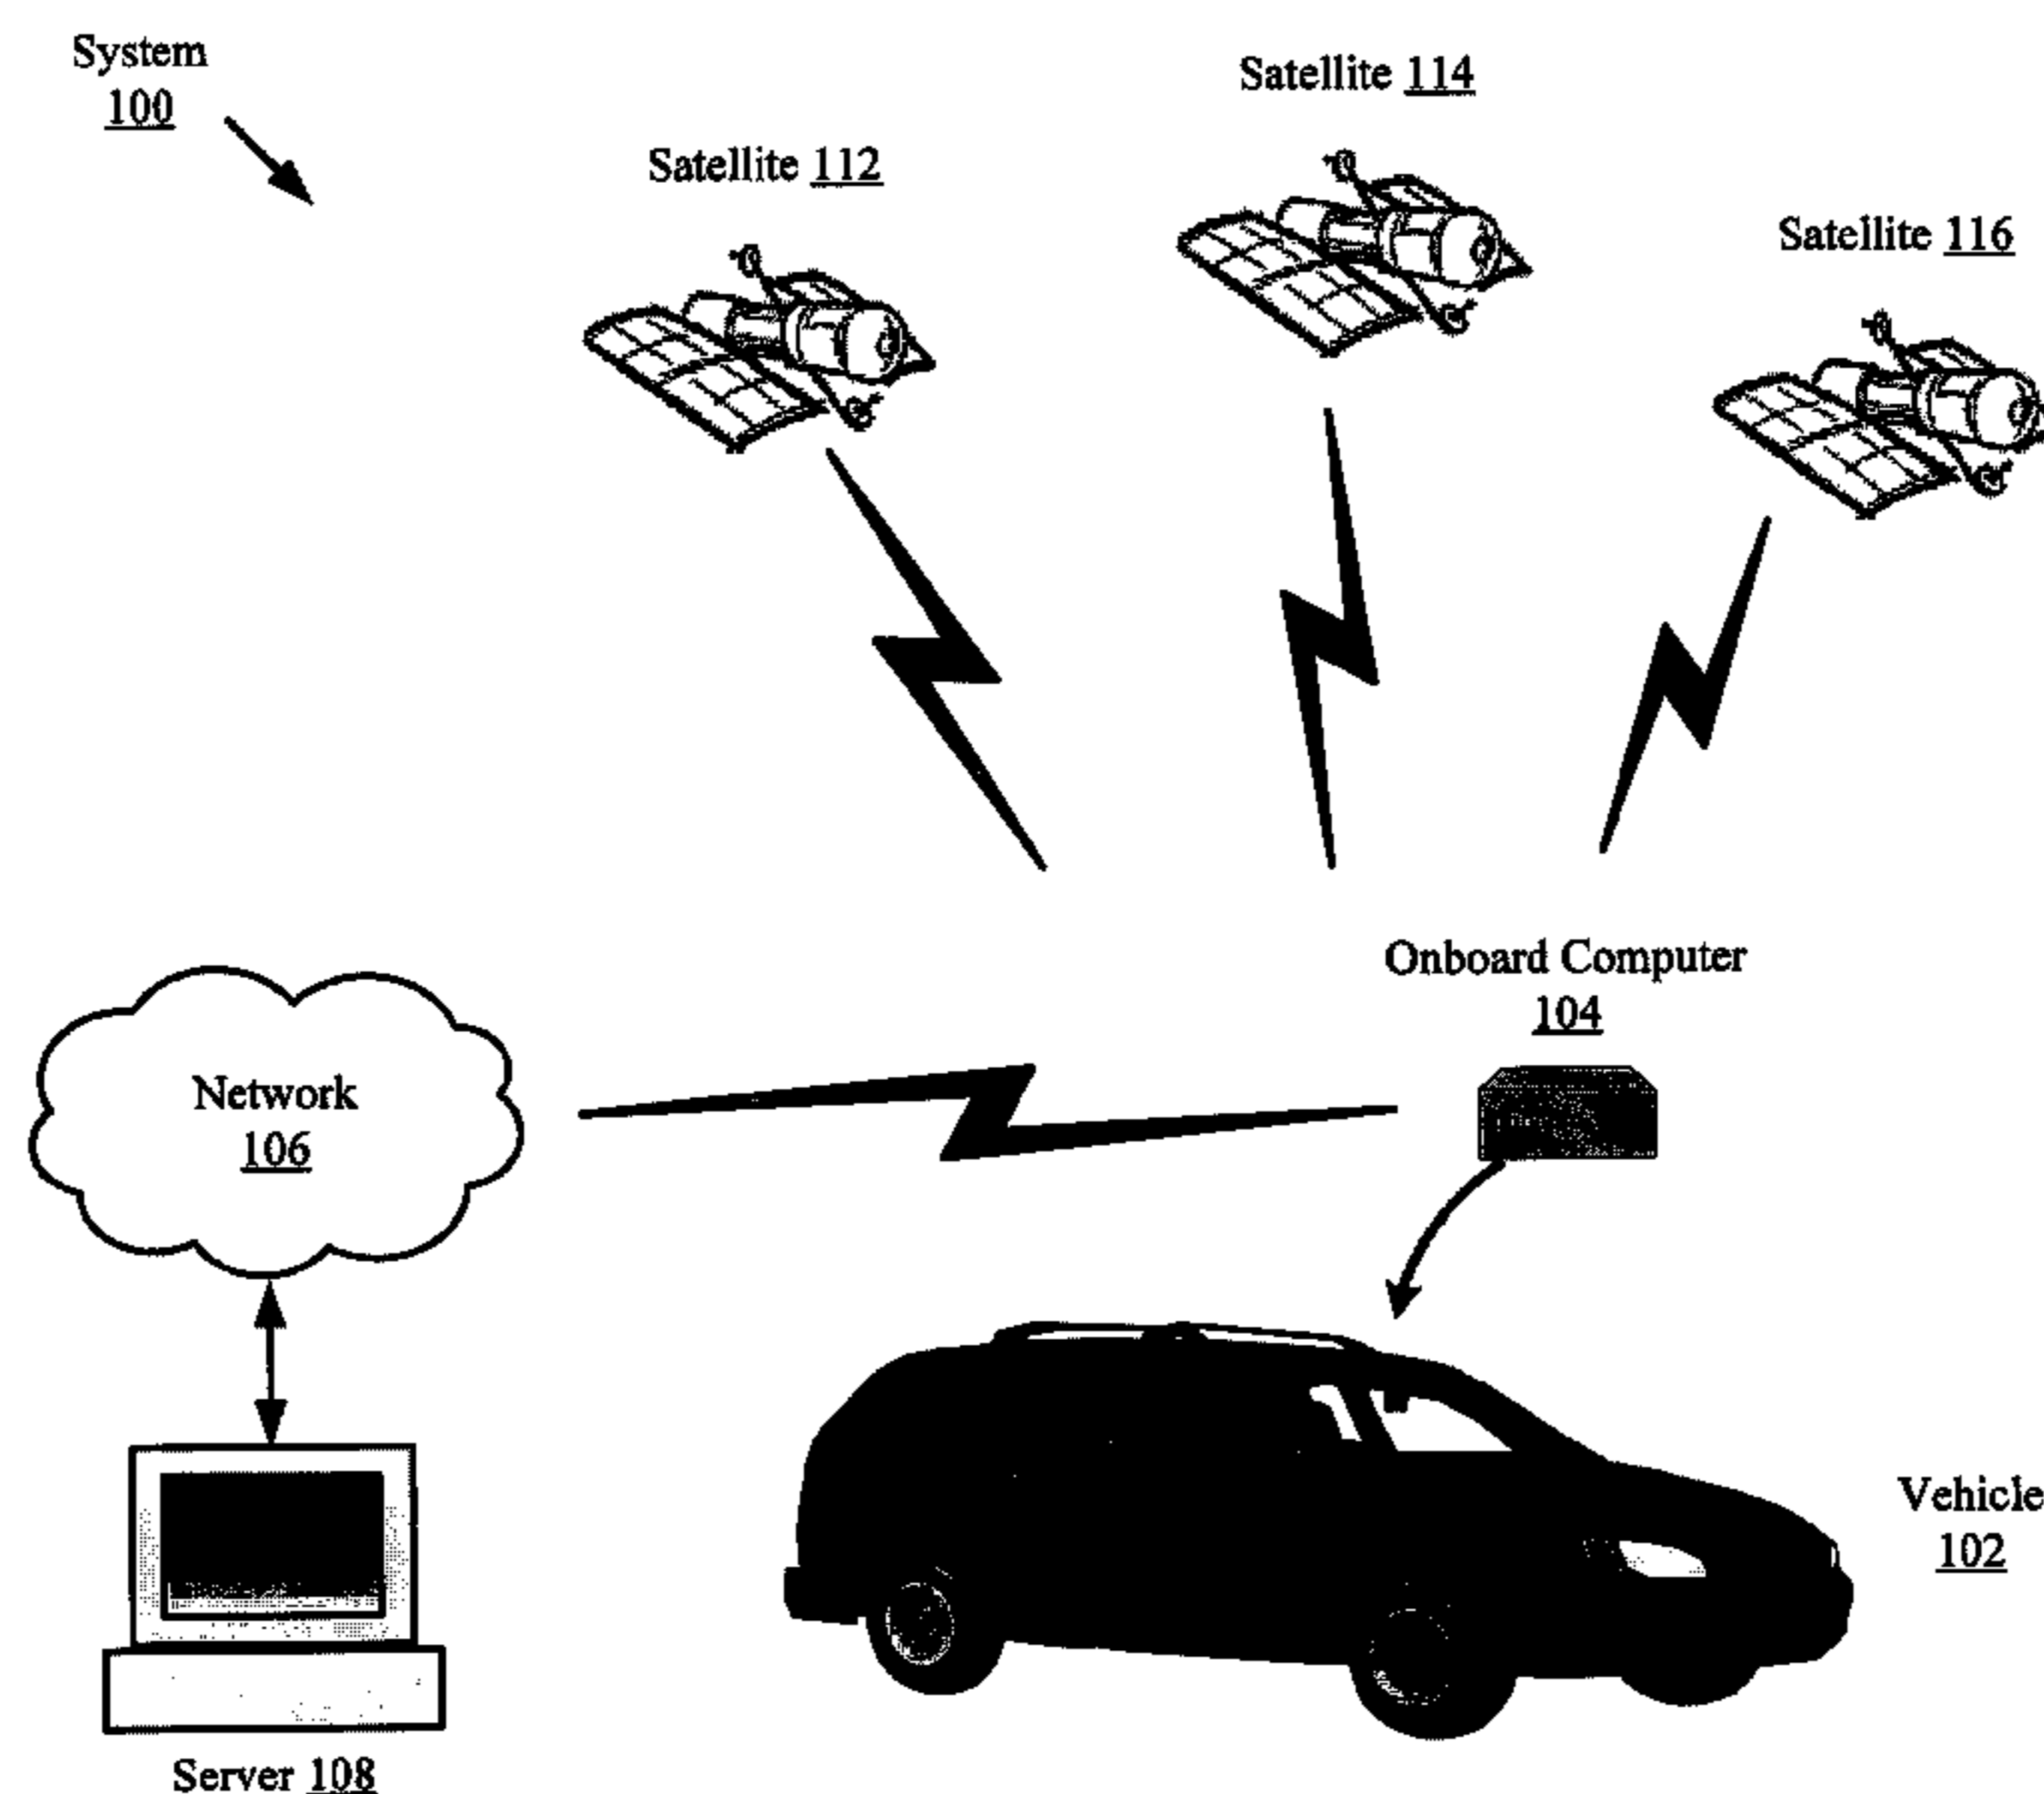 System
100
Satellite 114
Satellite 112
Satellite 116
Onboard Computer
104
Network
106
Vehicle
102
Server 108